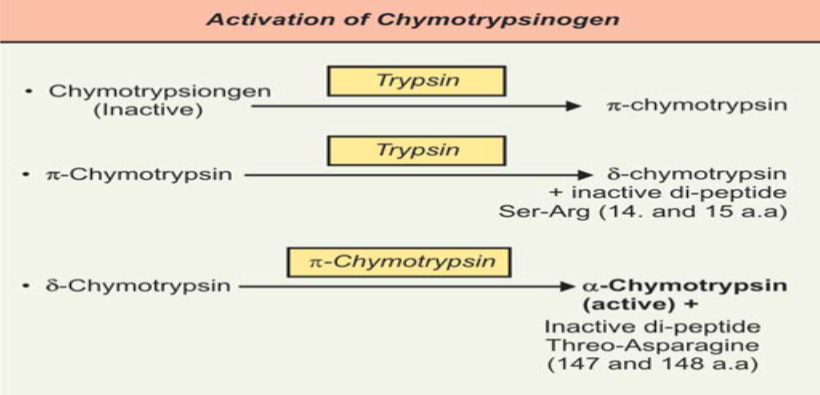 Activation of Chymotrypsinogen
Trypsin
• Chymotrypsiongen
(Inactive)
π-chymotrypsin
Trypsin
• π-Chymotrypsin
δ-chymotrypsin
+ inactive di-peptide
Ser-Arg (14. and 15 a.a)
π-Chymotrypsin
• δ-Chymotrypsin
α-Chymotrypsin
(active) +
Inactive di-peptide
Threo-Asparagine
(147 and 148 a.a)